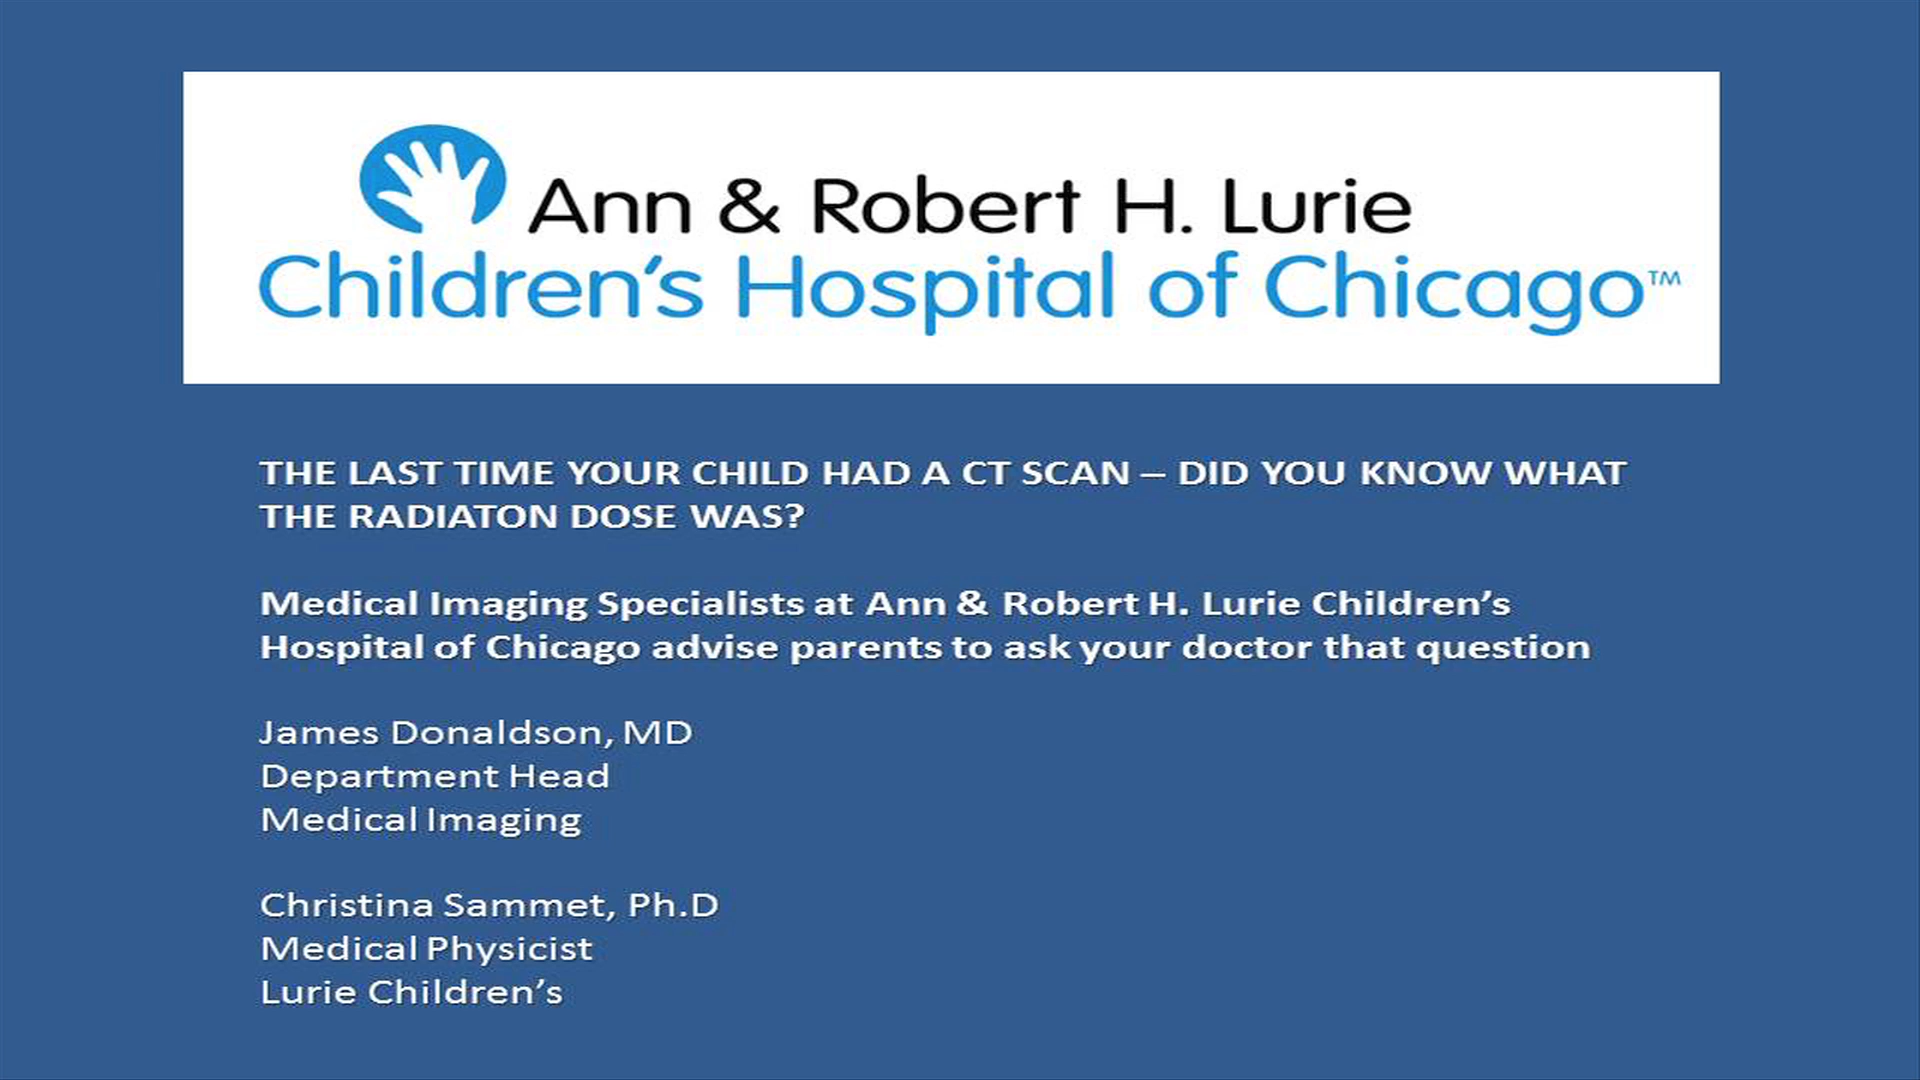 Ann & Robert H. Lurie
Children's Hospital of Chicago™
THE LAST TIME YOUR CHILD HAD A CT SCAN – DID YOU KNOW WHAT
THE RADIATON DOSE WAS?
Medical Imaging Specialists at Ann & Robert H. Lurie Children's
Hospital of Chicago advise parents to ask your doctor that question
James Donaldson, MD
Department Head
Medical Imaging
Christina Sammet, Ph.D
Medical Physicist
Lurie Children's